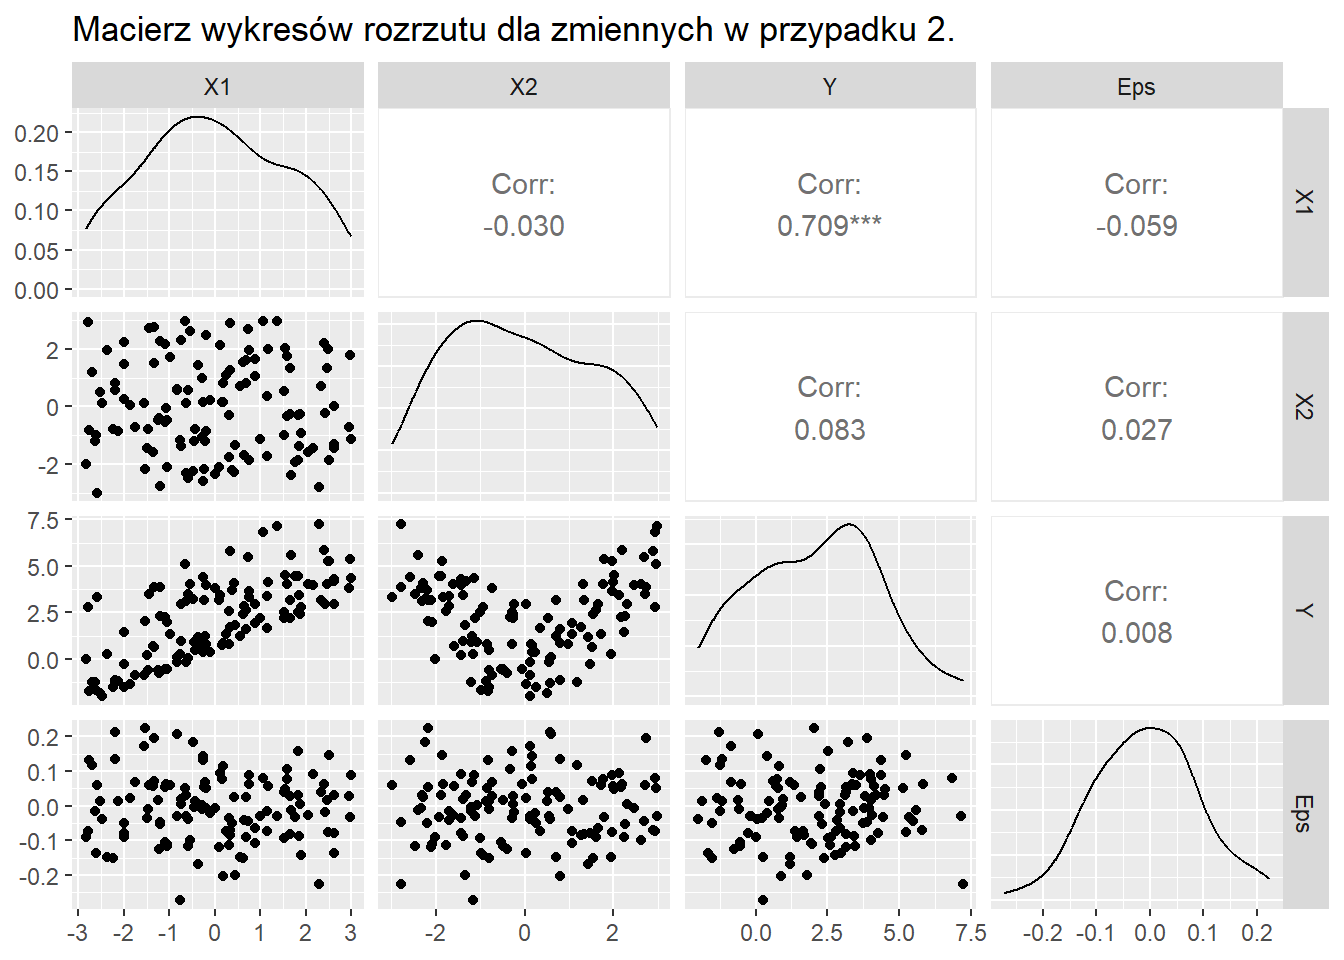 Macierz wykresów rozrzutu dla zmiennych w przypadku 2.
X1 X2 Y Eps
0.20
0.15
0.10
0.05
0.00
Corr:
-0.030
Corr:
0.709***
Corr:
-0.059
X1
2
0
-2
Corr:
0.083
Corr:
0.027
X2
7.5
5.0
2.5
0.0
Corr:
0.008
Y
0.2
0.1
0.0
-0.1
-0.2
Eps
-3 -2 -1 0 1 2 3 -2 0 2 0.0 2.5 5.0 7.5 -0.2 -0.1 0.0 0.1 0.2